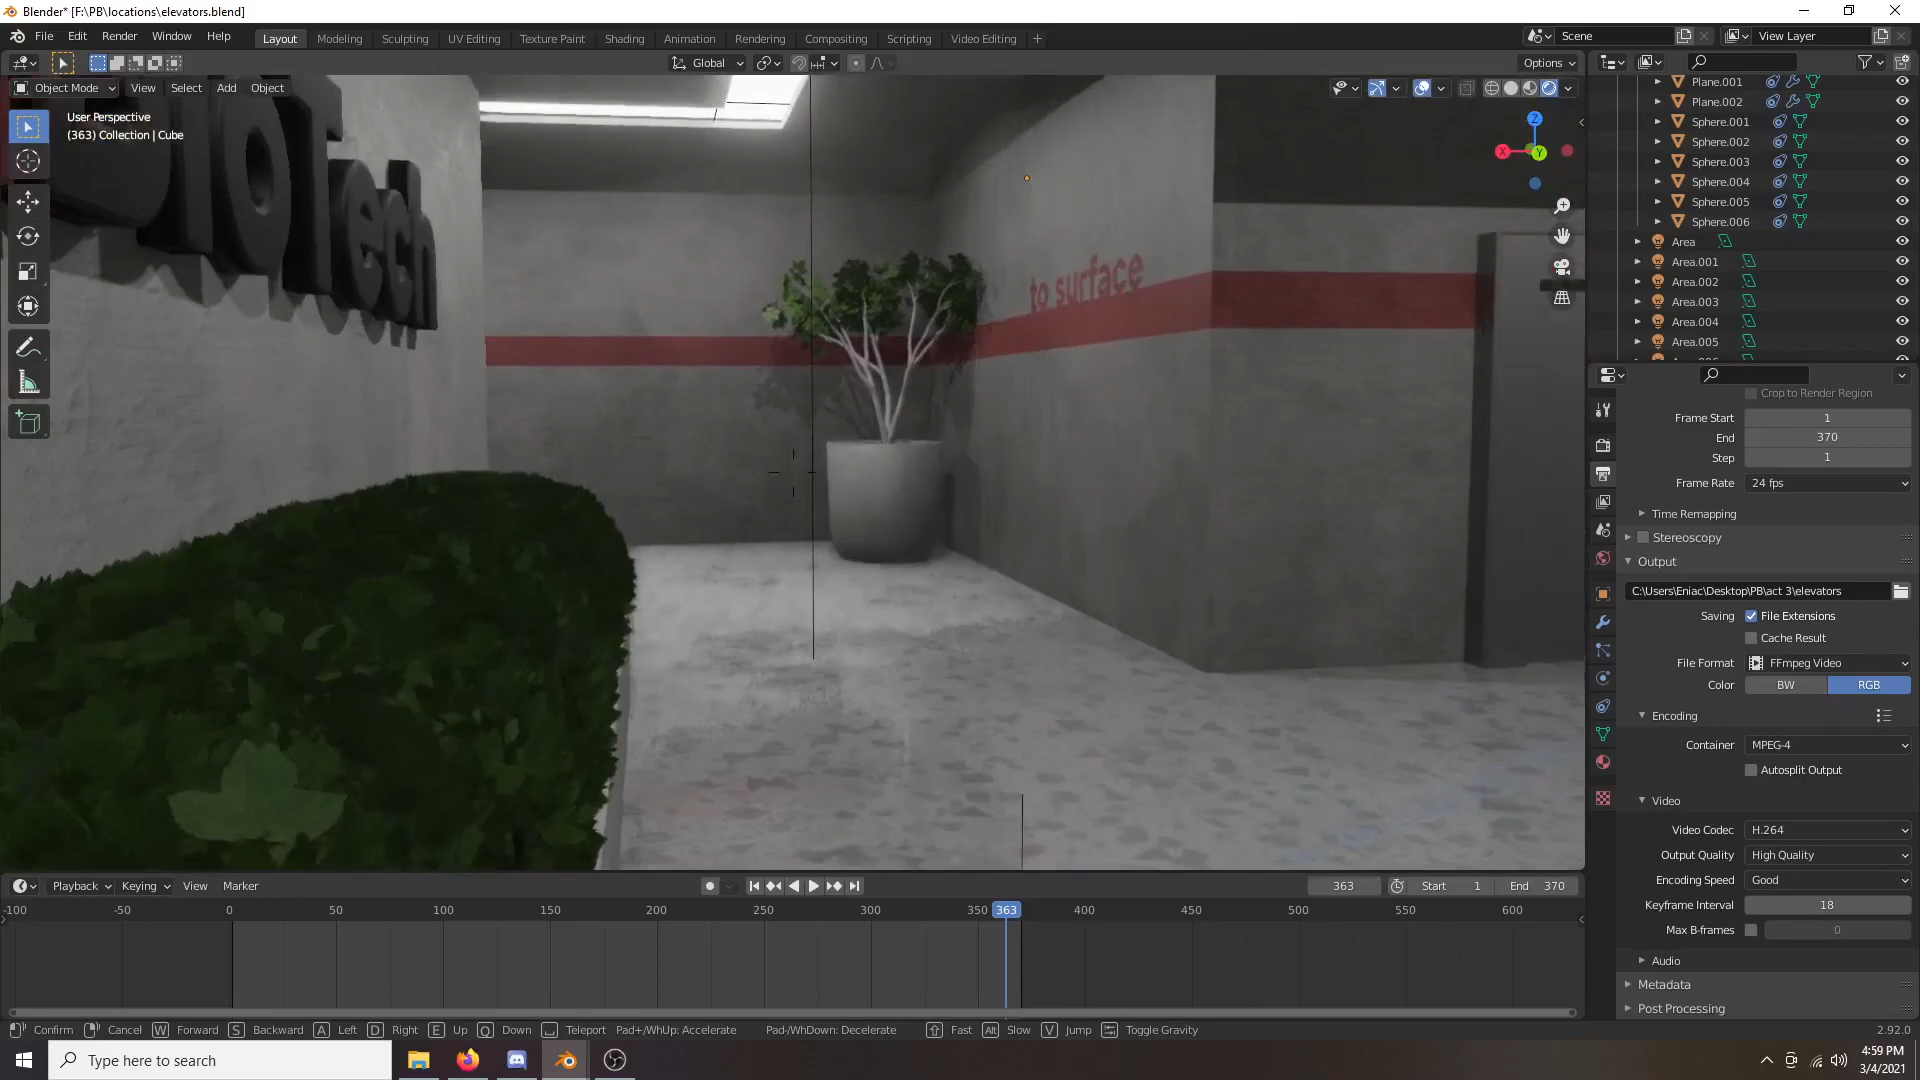 Blender* [F:\PB\locations\elevators.blend]
File Edit Render Window Help
Layout Modeling Sculpting UV Editing Texture Paint Shading Animation Rendering Compositing Scripting Video Editing +
Scene
View Layer
Global
Options
Object Mode View Select Add Object
User Perspective
(363) Collection | Cube
Z
X
Y
Tech
to surface
Plane.001
Plane.002
Sphere.001
Sphere.002
Sphere.003
Sphere.004
Sphere.005
Sphere.006
Area
Area.001
Area.002
Area.003
Area.004
Area.005
Crop to Render Region
Frame Start 1
End 370
Step 1
Frame Rate 24 fps
Time Remapping
Stereoscopy
Output
C:\Users\Eniac\Desktop\PB\act 3\elevators
Saving File Extensions
Cache Result
File Format FFmpeg Video
Color BW RGB
Encoding
Container MPEG-4
Autosplit Output
Video
Video Codec H.264
Output Quality High Quality
Encoding Speed Good
Keyframe Interval 18
Max B-frames 0
Audio
Metadata
Post Processing
Playback Keying View Marker
363 Start 1 End 370
-100 -50 0 50 100 150 200 250 300 350 363 400 450 500 550 600
Confirm Cancel W Forward S Backward A Left D Right E Up Q Down Teleport Pad+/WhUp: Accelerate Pad-/WhDown: Decelerate Fast Alt Slow V Jump Toggle Gravity
2.92.0
Type here to search
4:59 PM
3/4/2021